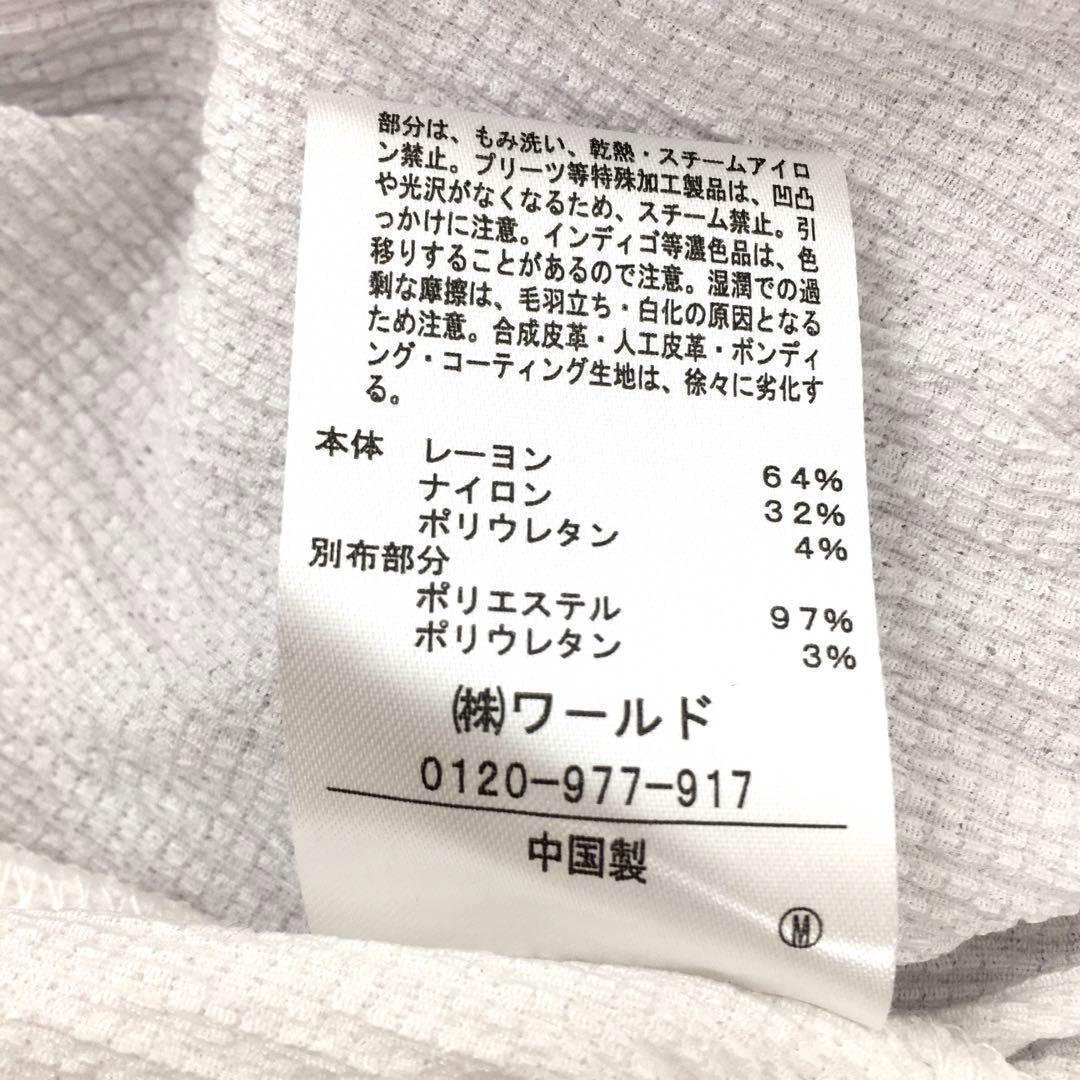 部分は、もみ洗い、乾熱・スチームアイロ
ン禁止。プリーツ等特殊加工製品は、凹凸
や光沢がなくなるため、スチーム禁止。引
っかけに注意。インディゴ等濃色品は、色
移りすることがあるので注意。湿潤での過
剰な摩擦は、毛羽立ち・白化の原因となる
ため注意。合成皮革・人工皮革・ボンディ
ング・コーティング生地は、徐々に劣化す
る。
本体 レーヨン 64%
ナイロン 32%
ポリウレタン 4%
別布部分
ポリエステル 97%
ポリウレタン 3%
㈱ワールド
0120-977-917
中国製
Ⓜ